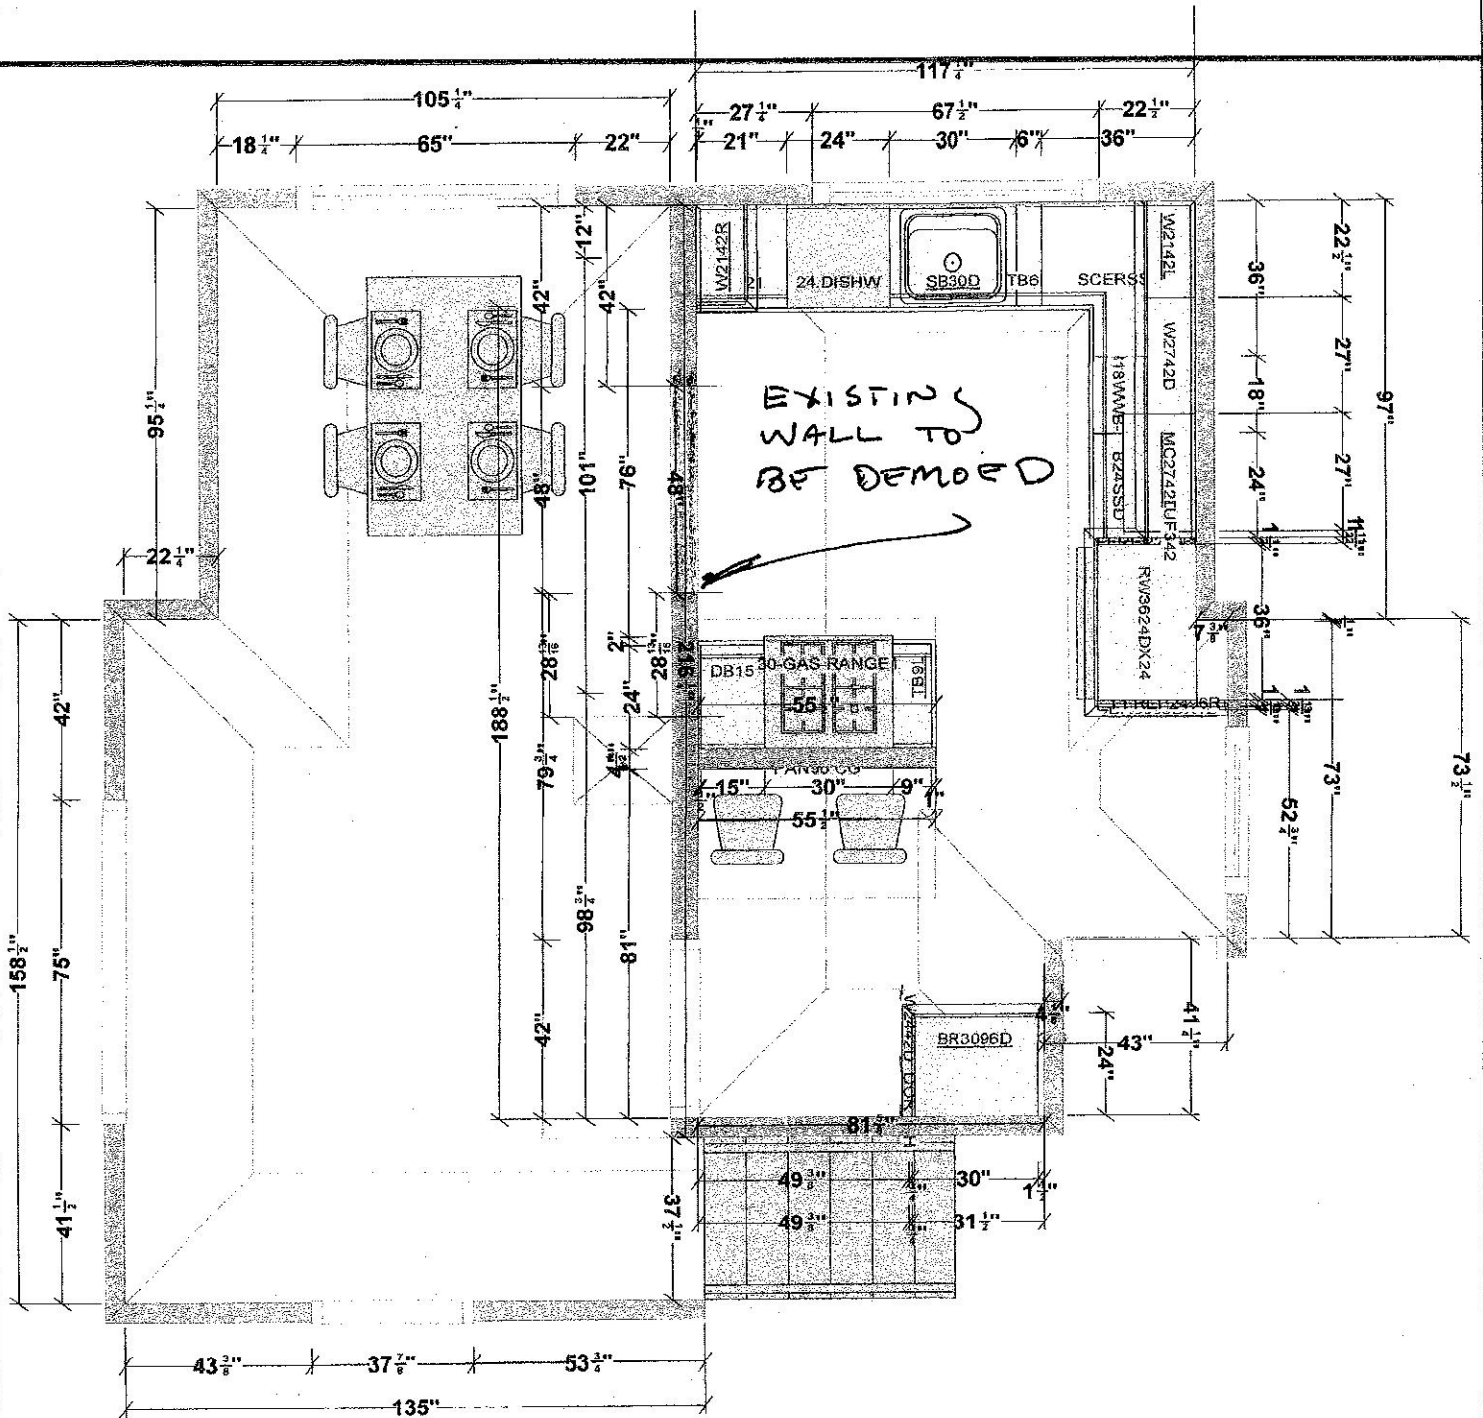 117 1/4"
105 1/4"
27 1/4" 67 1/2" 22 1/2"
18 1/4" 65" 22" 21" 24" 30" 6" 36"
W2142R 21 24.DISHW SB30D TB6 SCERSS W2142L
12" 42" 42"
36" 22 1/2"
W2742D
27"
18"
97"
95 1/4"
EXISTING
WALL TO
BE DEMOED
48" 101" 76" 48"
18WWB B24SSD MC2742DUF342
24" 27"
22 1/4"
RW3624DX24
36"
7 3/8"
28 13/16" 2" 28 13/16"
DB15 30-GAS-RANGE1 TB9
24"
42"
188 1/2"
79 3/4"
15" 30" 9" 1"
55 1/2"
73" 73 1/2"
52 3/4"
98 3/4" 81"
158 1/2" 75"
42"
BR3096D
41 1/4"
43"
24"
81 3/8"
49 3/8" 30" 1 1/2"
49 3/8" 31 1/2"
37 1/2"
41 1/2"
43 3/8" 37 7/8" 53 3/4"
135"